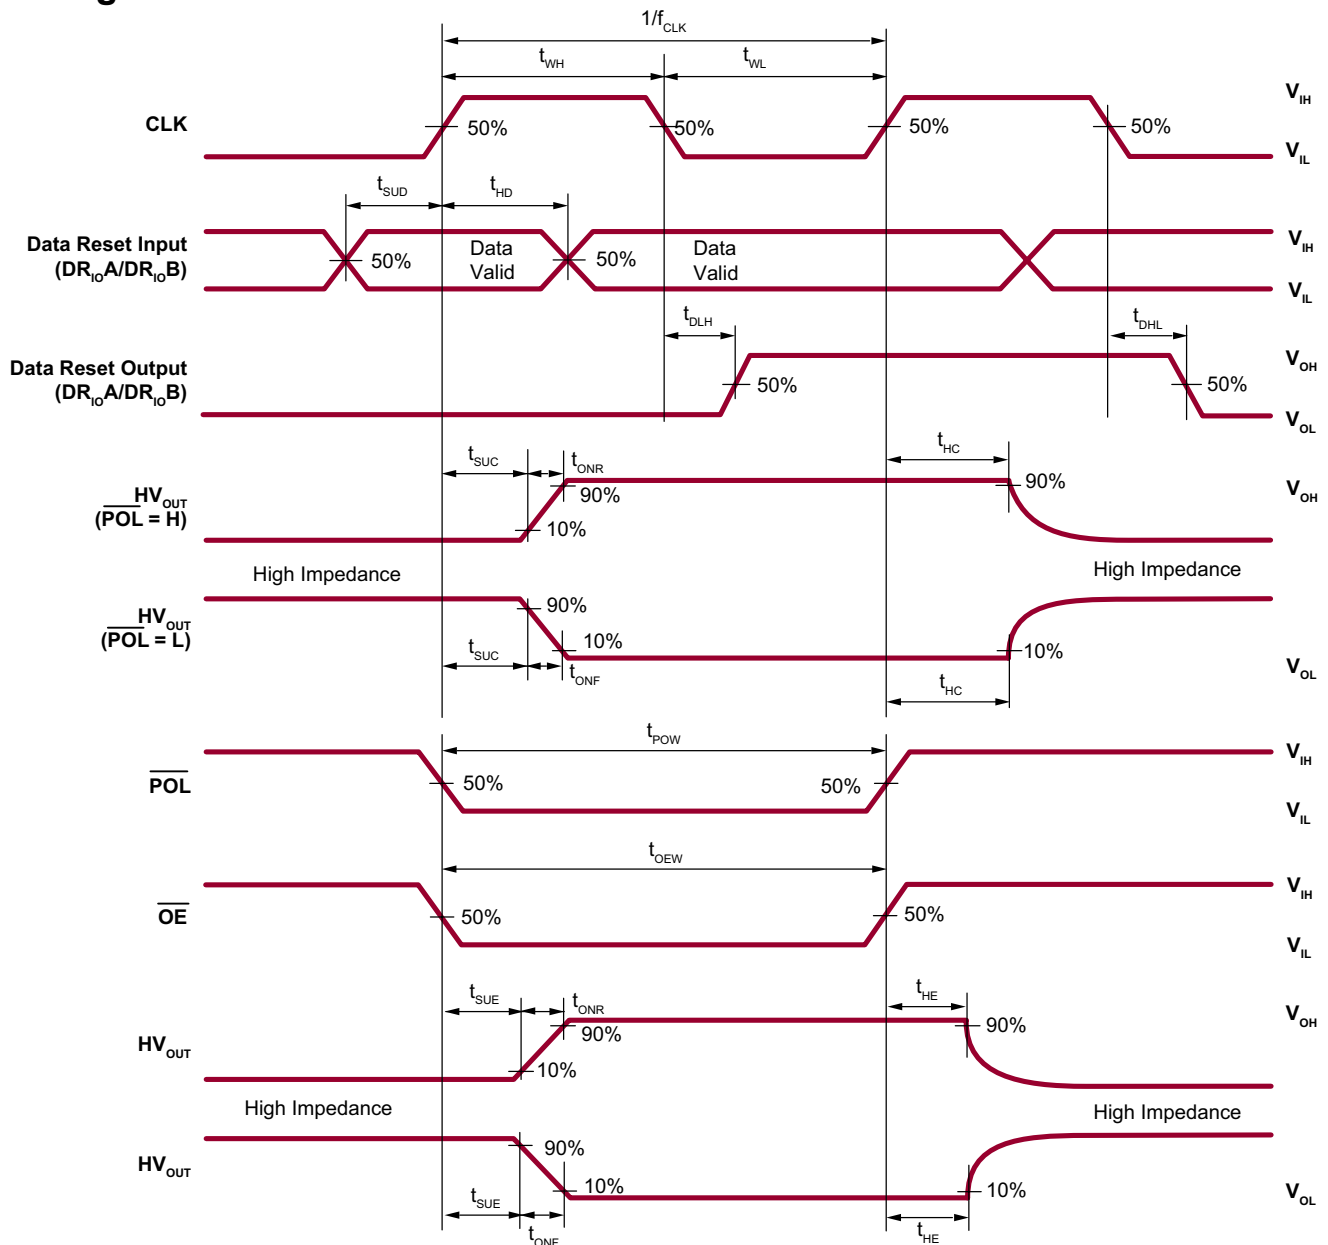 g
1/fCLK
tWH tWL
CLK 50% 50% 50% 50% VIH
VIL
tSUD tHD
Data Reset Input
(DRIOA/DRIOB) 50% Data
Valid 50% Data
Valid VIH
VIL
tDLH tDHL
Data Reset Output
(DRIOA/DRIOB) 50% 50% VOH
VOL
tSUC tONR tHC
HVOUT
(POL = H) 10% 90% 90% VOH
High Impedance High Impedance
HVOUT
(POL = L) 90% 10% 10% VOL
tSUC tONF tHC
tPOW
POL 50% 50% VIH
VIL
tOEW
OE 50% 50% VIH
VIL
tSUE tONR tHE
HVOUT 10% 90% 90% VOH
High Impedance High Impedance
HVOUT 90% 10% 10% VOL
tSUE tONF tHE